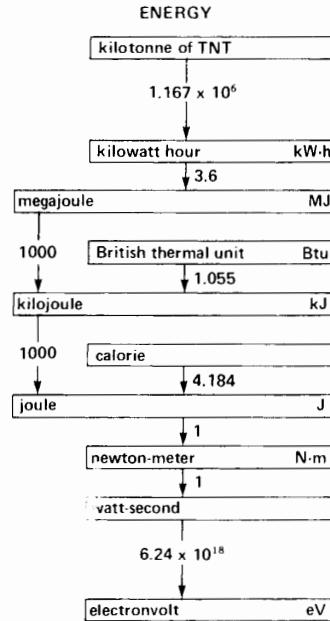 ENERGY
kilotonne of TNT
1.167 x 10⁶
kilowatt hour kW·h
3.6
megajoule MJ
1000
British thermal unit Btu
1.055
kilojoule kJ
1000
calorie
4.184
joule J
1
newton-meter N·m
1
watt-second
6.24 x 10¹⁸
electronvolt eV